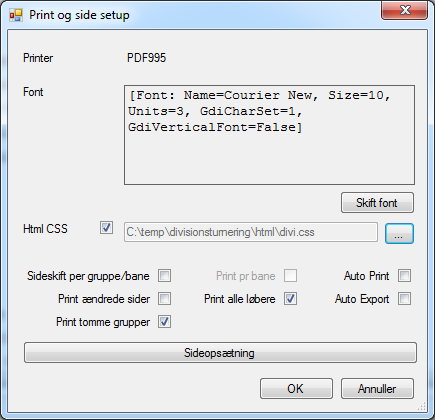 Print og side setup
Printer PDF995
Font [Font: Name=Courier New, Size=10,
Units=3, GdiCharSet=1,
GdiVerticalFont=False]
Skift font
Html CSS C:\temp\divisionsturnering\html\divi.css ...
Sideskift per gruppe/bane Print pr bane Auto Print
Print ændrede sider Print alle løbere Auto Export
Print tomme grupper
Sideopsætning
OK Annuller